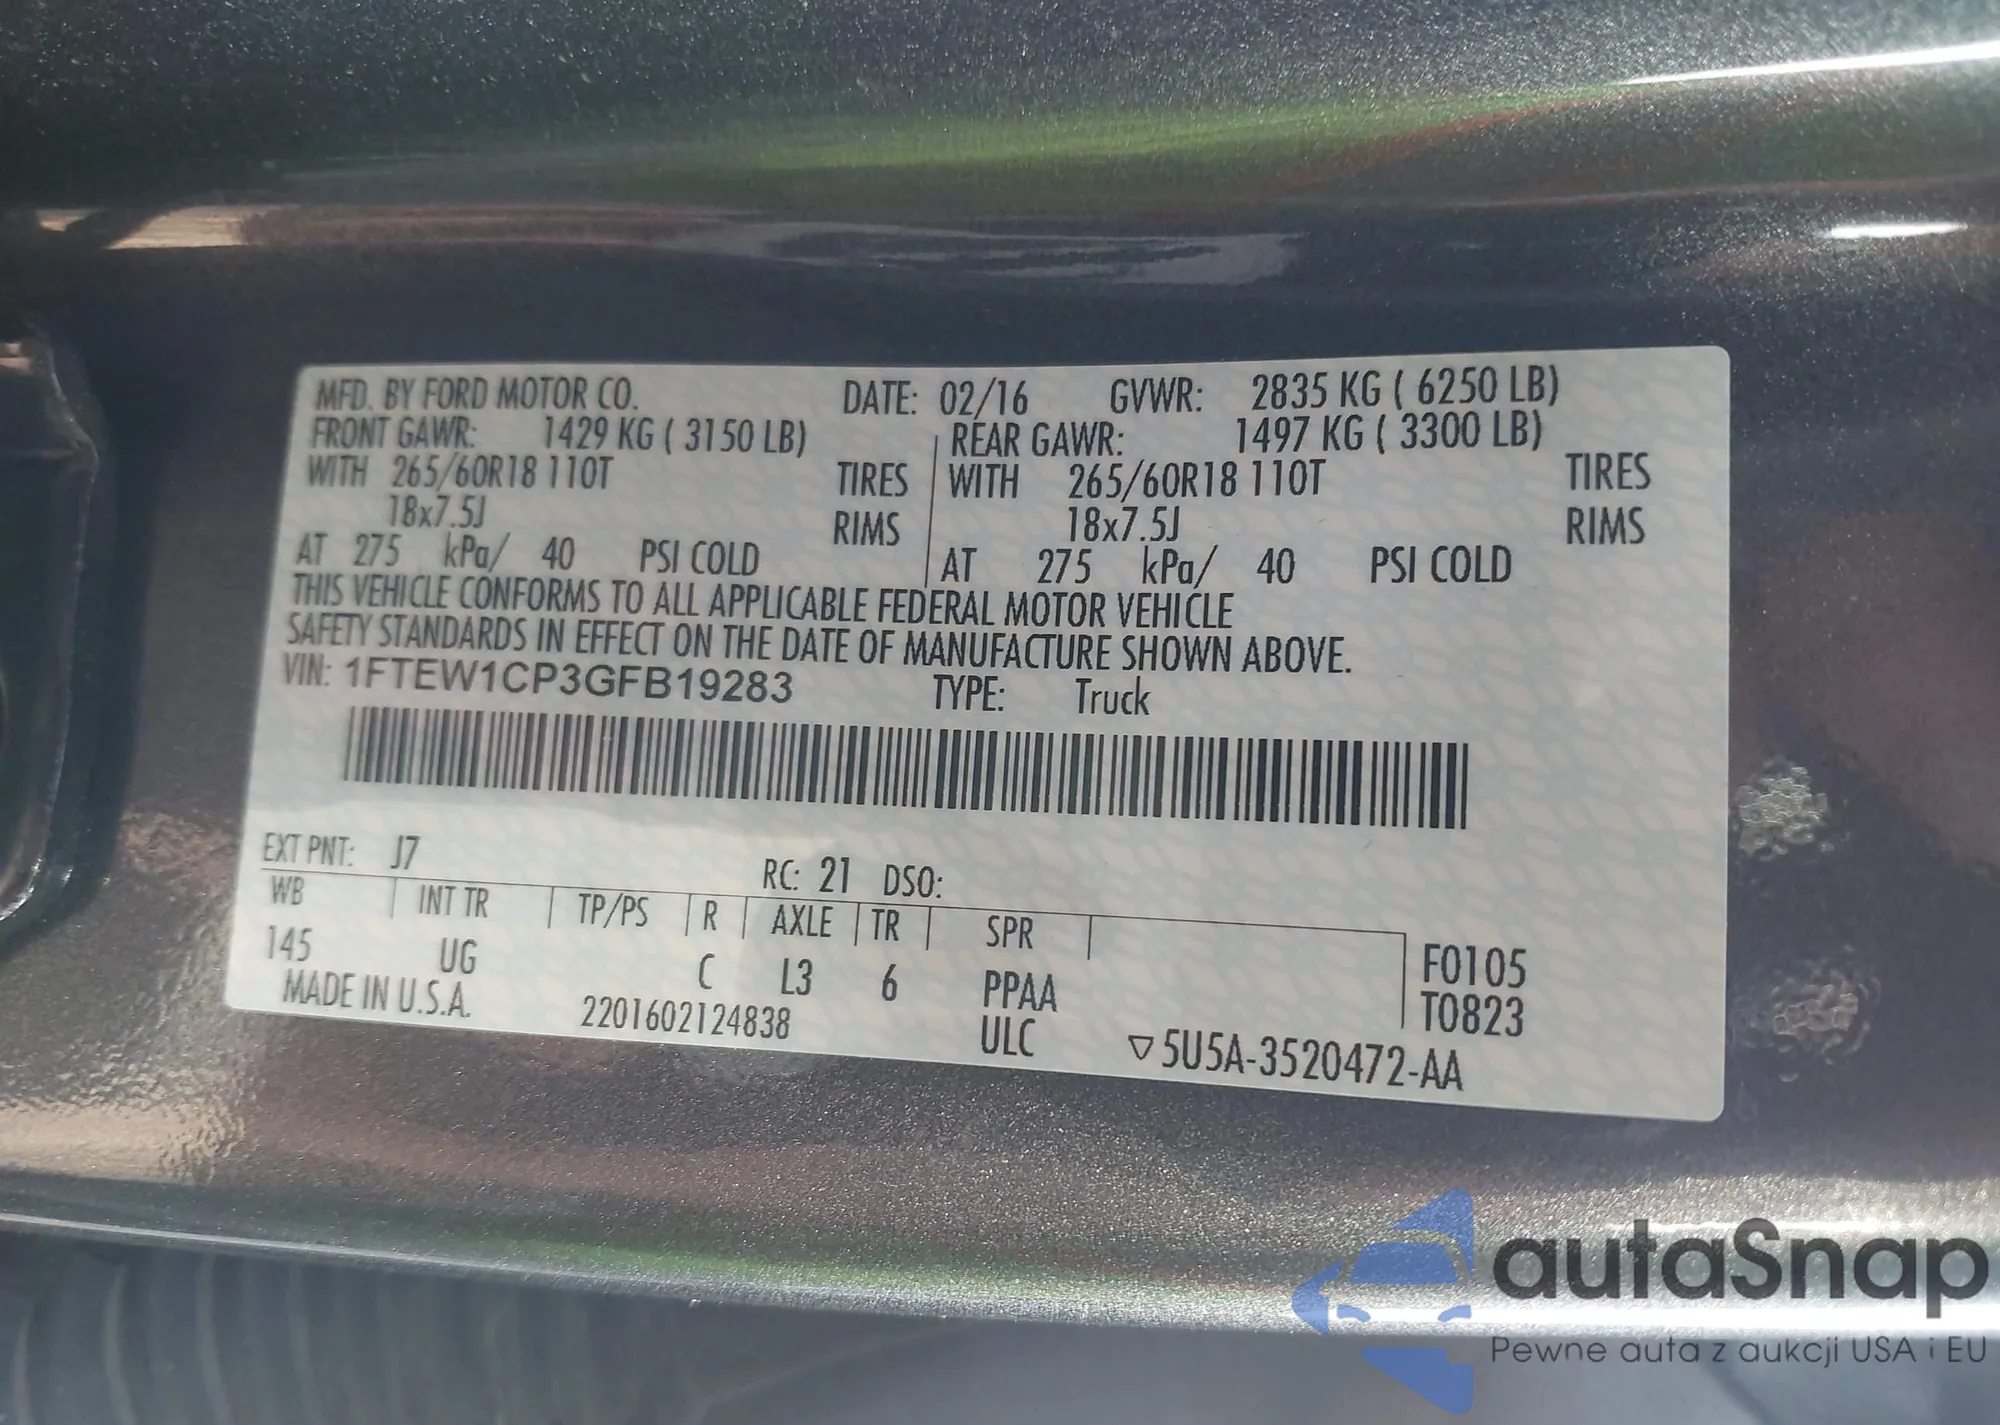 MFD. BY FORD MOTOR CO. DATE: 02/16 GVWR: 2835 KG ( 6250 LB)
FRONT GAWR: 1429 KG ( 3150 LB) REAR GAWR: 1497 KG ( 3300 LB)
WITH 265/60R18 110T TIRES WITH 265/60R18 110T TIRES
18x7.5J RIMS 18x7.5J RIMS
AT 275 kPa/ 40 PSI COLD AT 275 kPa/ 40 PSI COLD
THIS VEHICLE CONFORMS TO ALL APPLICABLE FEDERAL MOTOR VEHICLE
SAFETY STANDARDS IN EFFECT ON THE DATE OF MANUFACTURE SHOWN ABOVE.
VIN: 1FTEW1CP3GFB19283 TYPE: Truck
EXT PNT: J7 RC: 21 DSO:
WB INT TR TP/PS R AXLE TR SPR
145 UG C L3 6 PPAA F0105
MADE IN U.S.A. 2201602124838 ULC T0823
▽5U5A-3520472-AA
autaSnap
Pewne auta z aukcji USA i EU